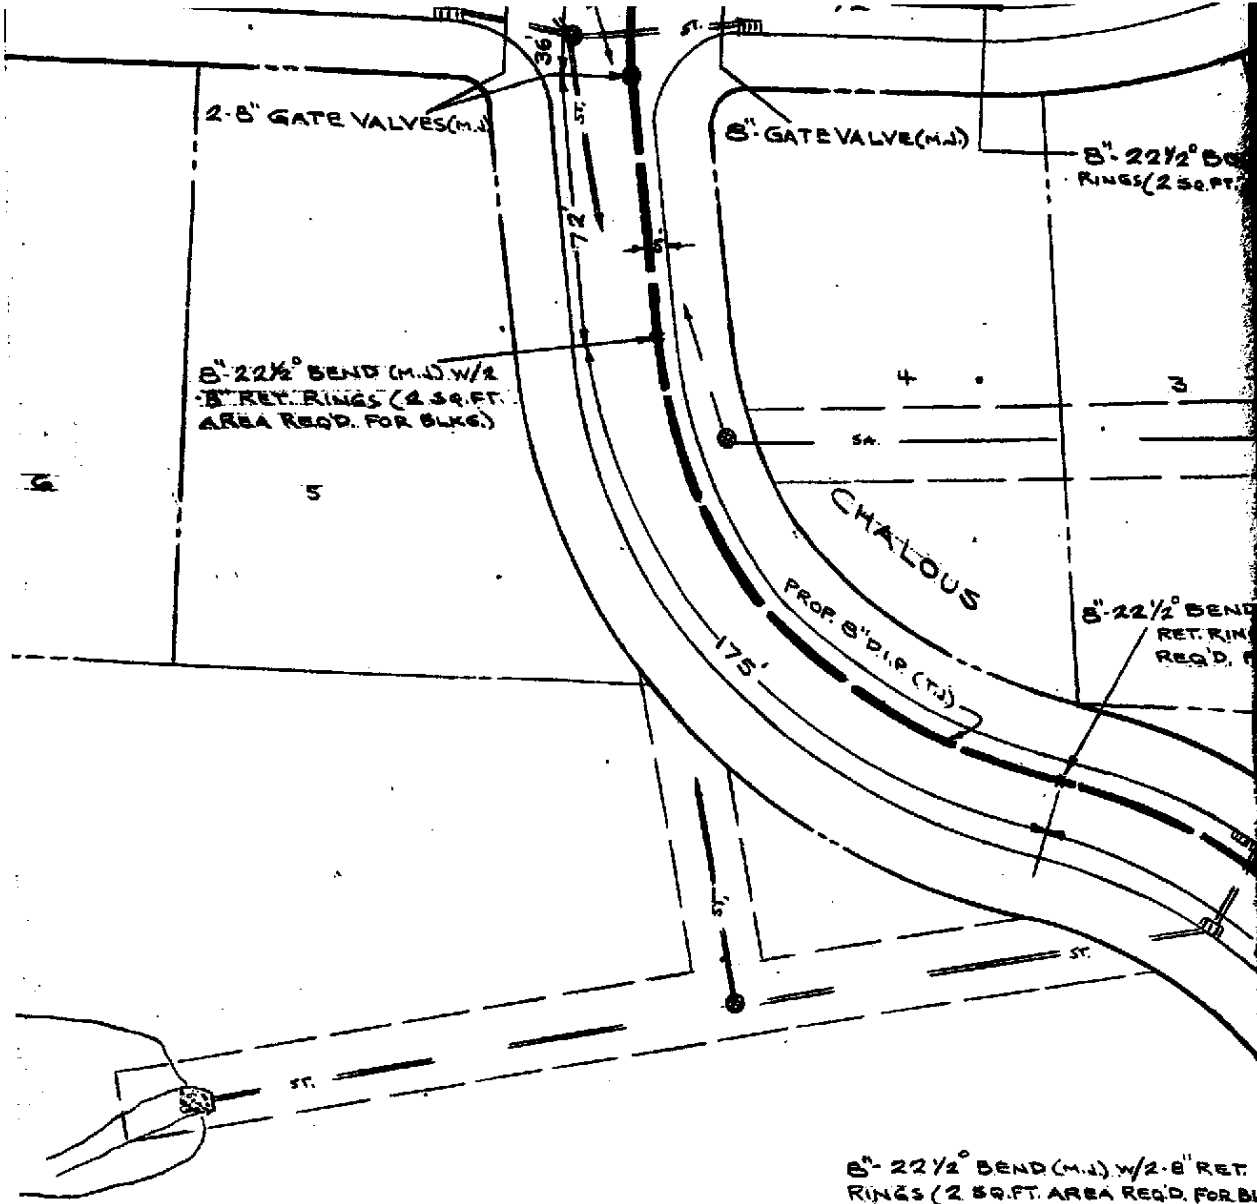 ST.
36'
2-8" GATE VALVES (M.J.)
ST.
8"-GATE VALVE (M.J.)
8"-22½° 
RINGS (2 SQ.FT.
72'
5'
8"-22½° BEND (M.J.) W/2
-8" RET. RINGS (2 SQ.FT.
AREA REQ'D. FOR BLKG.)
4
3
SA.
6
5
CHALOUS
PROP. 8" D.I.P. (T.J.)
8"-22½° BEND
RET. RIN
REQ'D.
175'
ST.
ST.
ST.
8"-22½° BEND (M.J.) W/2-8" RET.
RINGS (2 SQ.FT. AREA REQ'D. FOR B